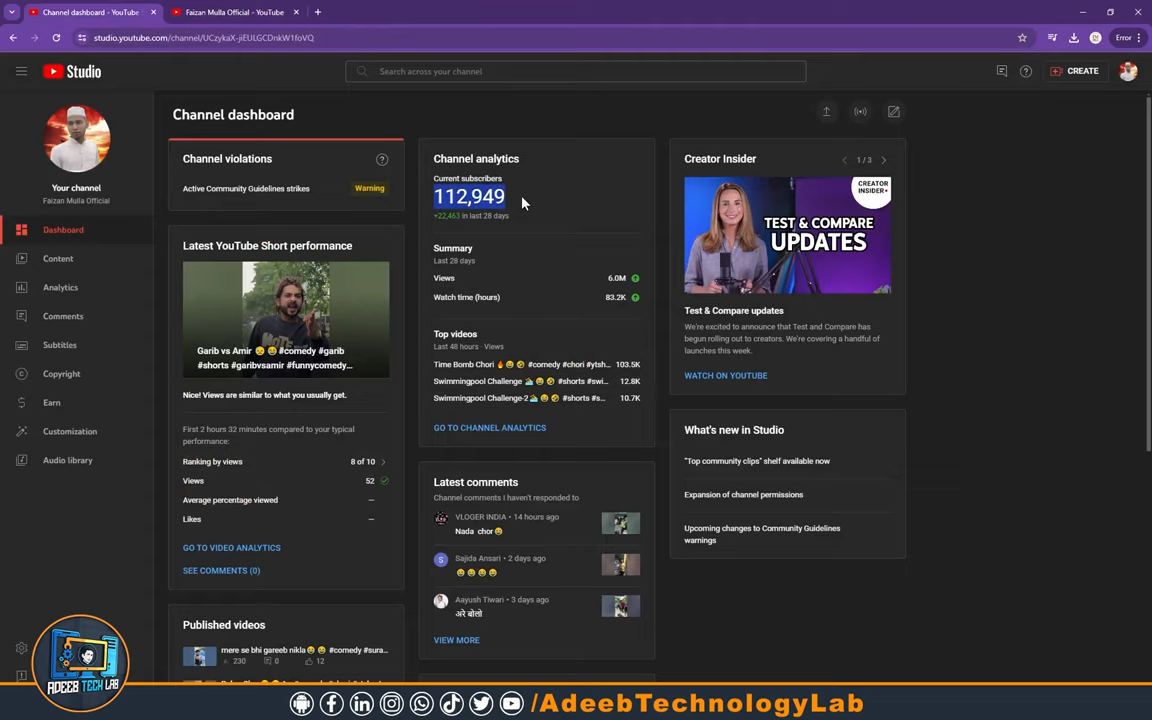 Channel dashboard - YouTube
Faizan Mulla Official - YouTube
studio.youtube.com/channel/UCzykaX-jiEULGCDnkW1foVQ
Error
Studio
Search across your channel
CREATE
Your channel
Faizan Mulla Official
Dashboard
Content
Analytics
Comments
Subtitles
Copyright
Earn
Customization
Audio library
Channel dashboard
Channel violations
Active Community Guidelines strikes
Warning
Latest YouTube Short performance
Garib vs Amir 😣 😭 #comedy #garib
#shorts #garibvsamir #funnycomedy...
Nice! Views are similar to what you usually get.
First 2 hours 32 minutes compared to your typical
performance:
Ranking by views 8 of 10
Views 52
Average percentage viewed —
Likes —
GO TO VIDEO ANALYTICS
SEE COMMENTS (0)
Published videos
mere se bhi gareeb nikla 😂 😂 #comedy #sura...
230 0 12
Channel analytics
Current subscribers
112,949
+22,463 in last 28 days
Summary
Last 28 days
Views 6.0M
Watch time (hours) 83.2K
Top videos
Last 48 hours · Views
Time Bomb Chori 🔥 😂 🤣 #comedy #chori #ytsh... 103.5K
Swimmingpool Challenge 🏊 😂 🤣 #shorts #swi... 12.8K
Swimmingpool Challenge-2 🏊 😂 🤣 #shorts #s... 10.7K
GO TO CHANNEL ANALYTICS
Latest comments
Channel comments I haven't responded to
VLOGER INDIA • 14 hours ago
Nada chor😂
Sajida Ansari • 2 days ago
😂 😂 😂 😂
Aayush Tiwari • 3 days ago
अरे बोलो
VIEW MORE
Creator Insider
1 / 3
CREATOR
INSIDER
TEST & COMPARE
UPDATES
Test & Compare updates
We're excited to announce that Test and Compare has
begun rolling out to creators. We're covering a handful of
launches this week.
WATCH ON YOUTUBE
What's new in Studio
"Top community clips" shelf available now
Expansion of channel permissions
Upcoming changes to Community Guidelines
warnings
ADEEB TECH LAB
/AdeebTechnologyLab